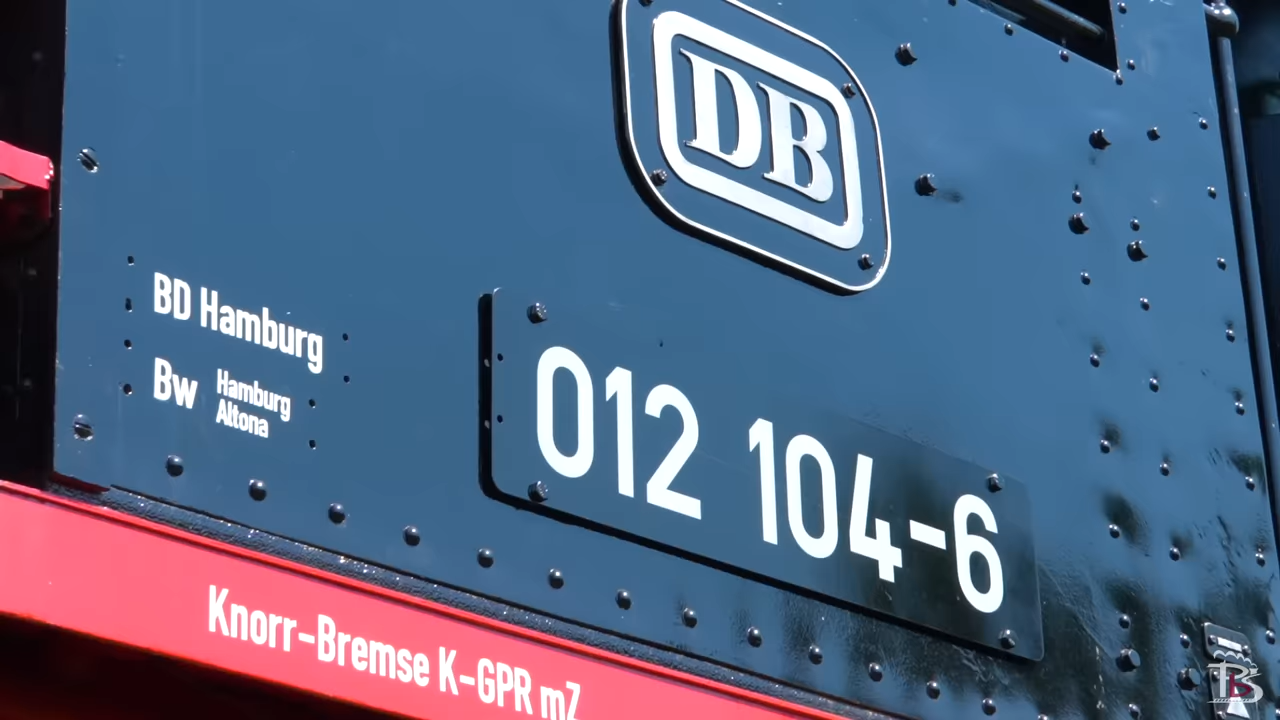 DB
BD Hamburg
Bw Hamburg
Altona
012 104-6
Knorr-Bremse K-GPR mZ